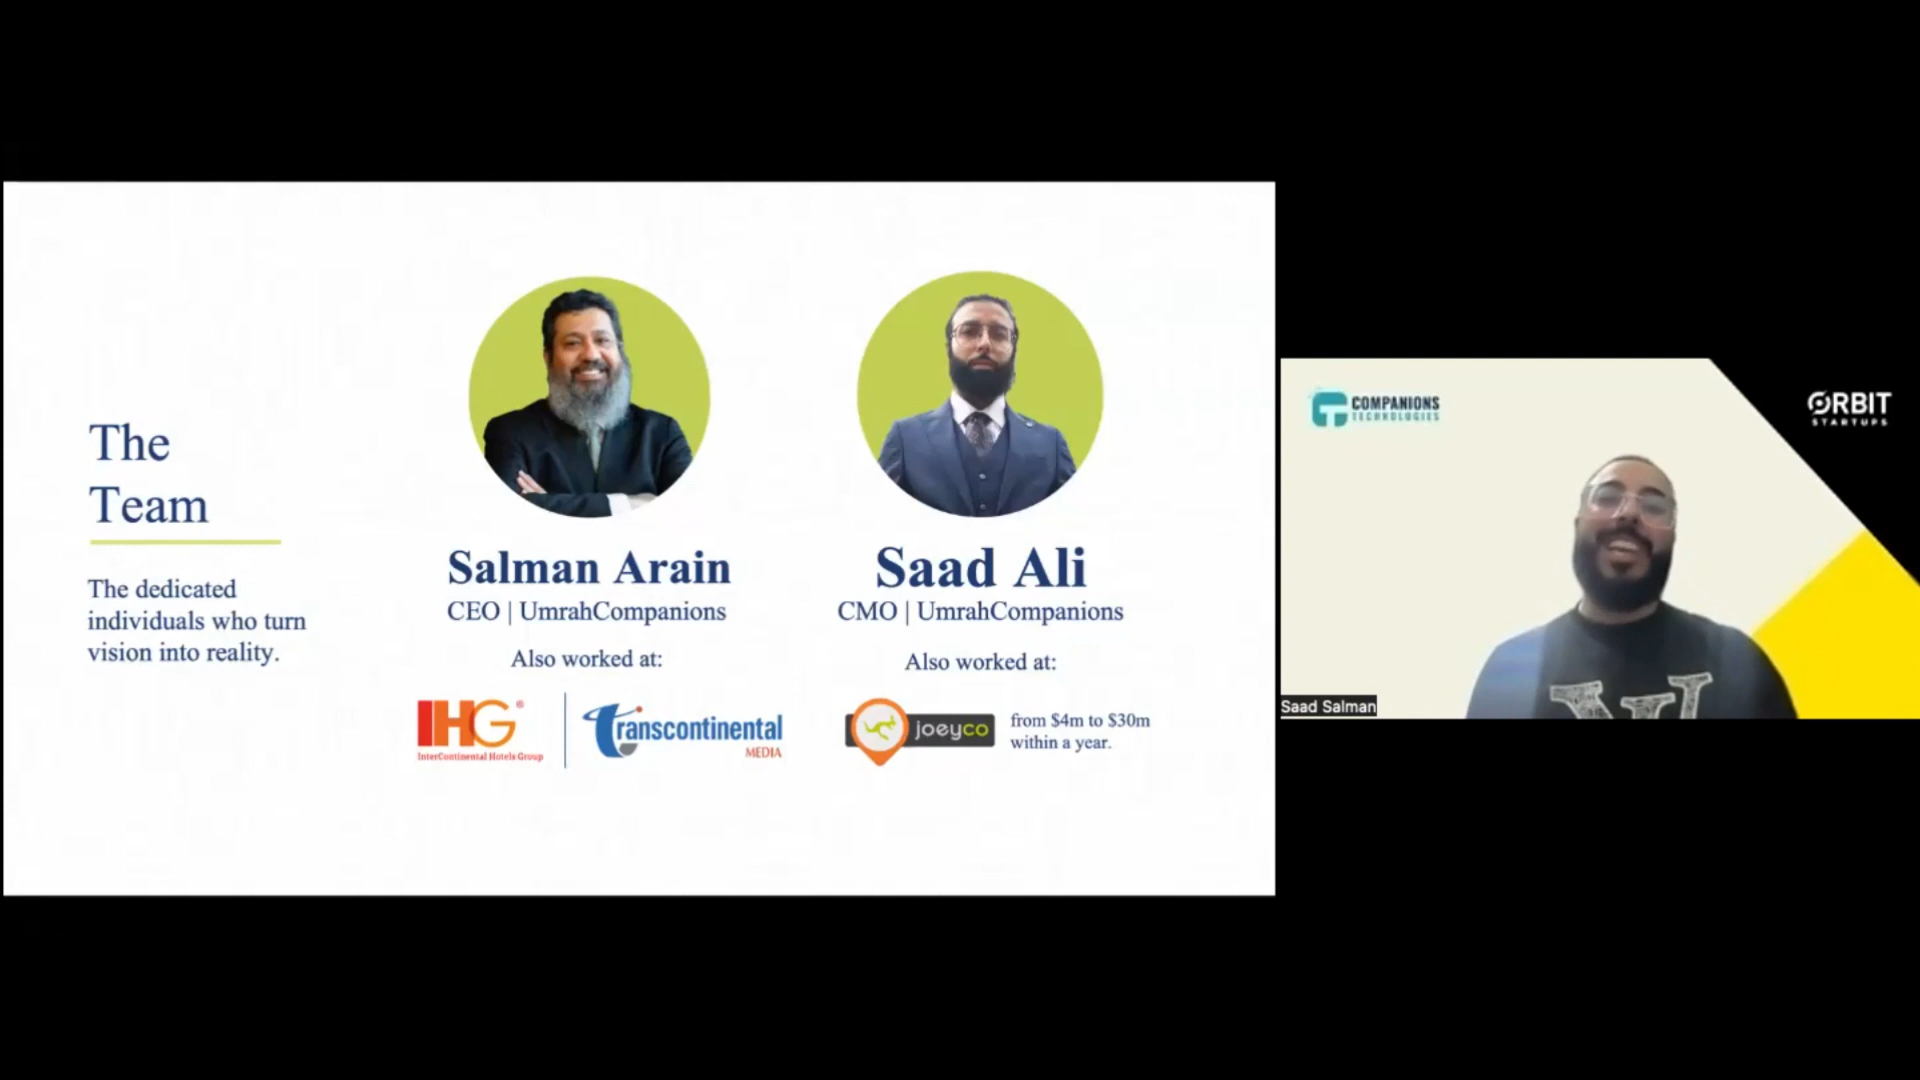 The
Team
The dedicated
individuals who turn
vision into reality.
Salman Arain
CEO | UmrahCompanions
Also worked at:
IHG®
InterContinental Hotels Group
Transcontinental
MEDIA
Saad Ali
CMO | UmrahCompanions
Also worked at:
joeyco
from $4m to $30m
within a year.
COMPANIONS
TECHNOLOGIES
ORBIT
STARTUPS
Saad Salman